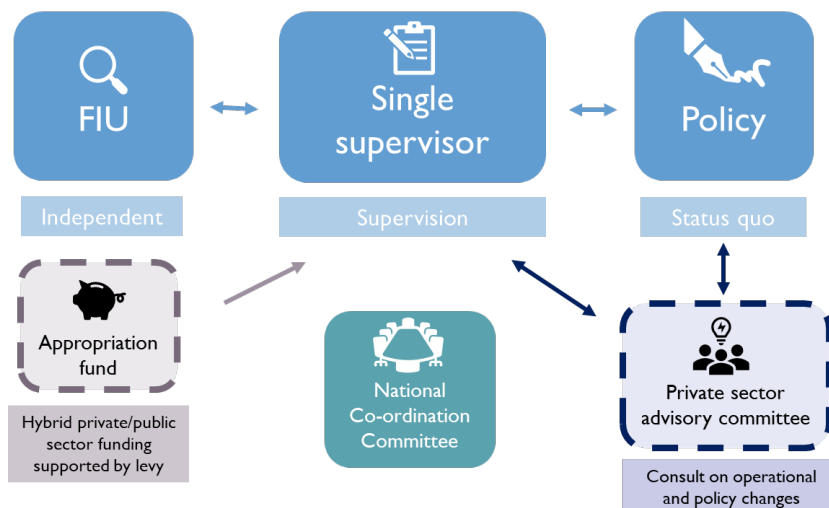 FIU
Single
supervisor
Policy
Independent
Supervision
Status quo
Appropriation
fund
Hybrid private/public
sector funding
supported by levy
National
Co-ordination
Committee
Private sector
advisory committee
Consult on operational
and policy changes